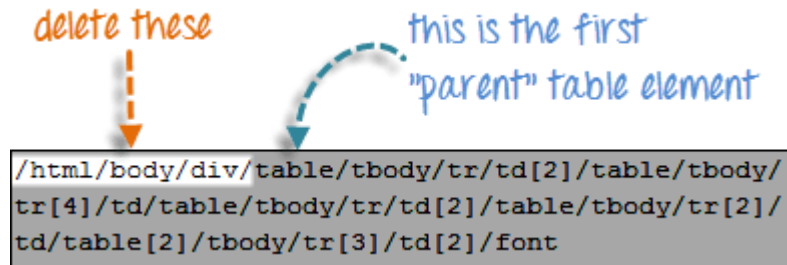 delete these
this is the first
"parent" table element
/html/body/div/table/tbody/tr/td[2]/table/tbody/
tr[4]/td/table/tbody/tr/td[2]/table/tbody/tr[2]/
td/table[2]/tbody/tr[3]/td[2]/font